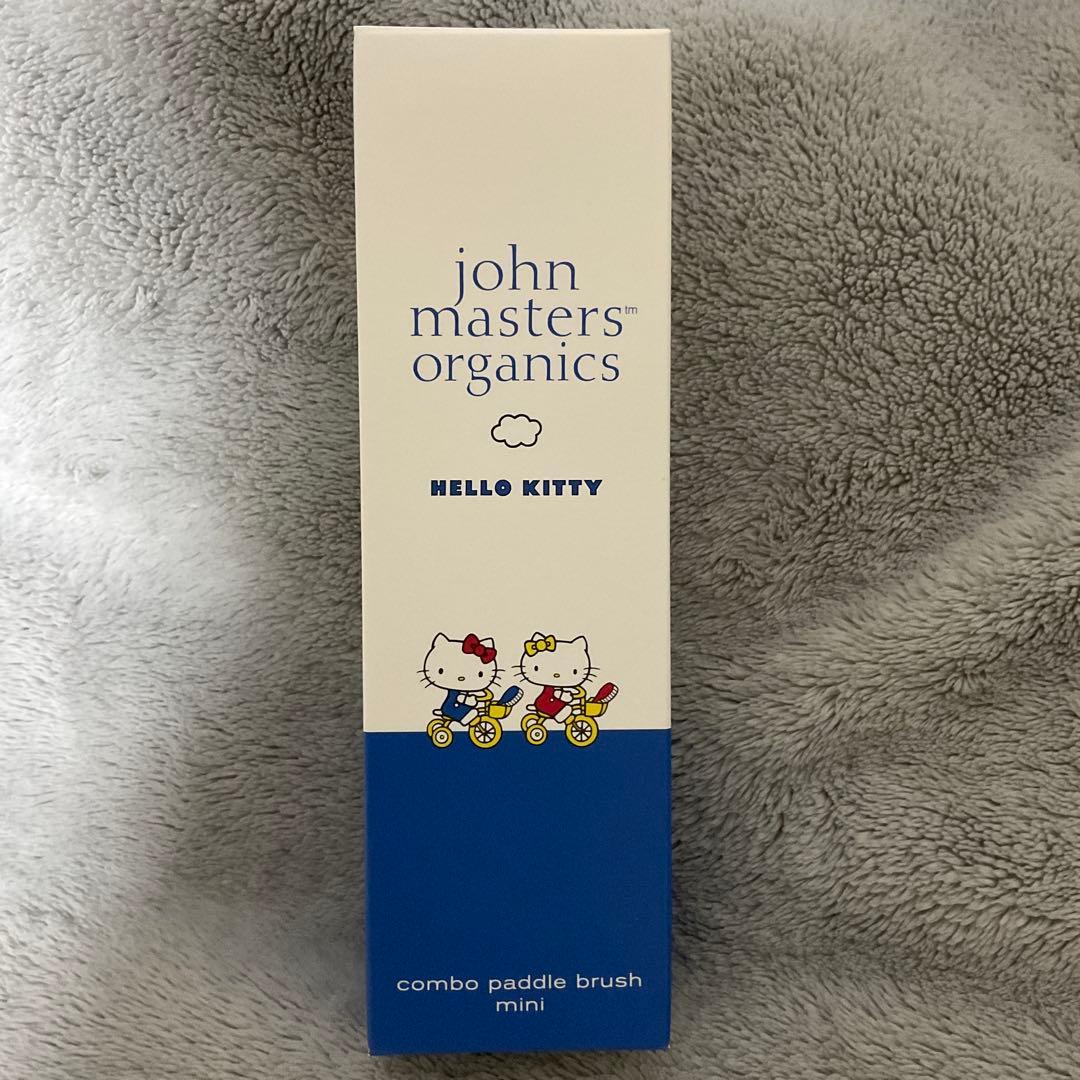 john
masters™
organics
HELLO KITTY
combo paddle brush
mini